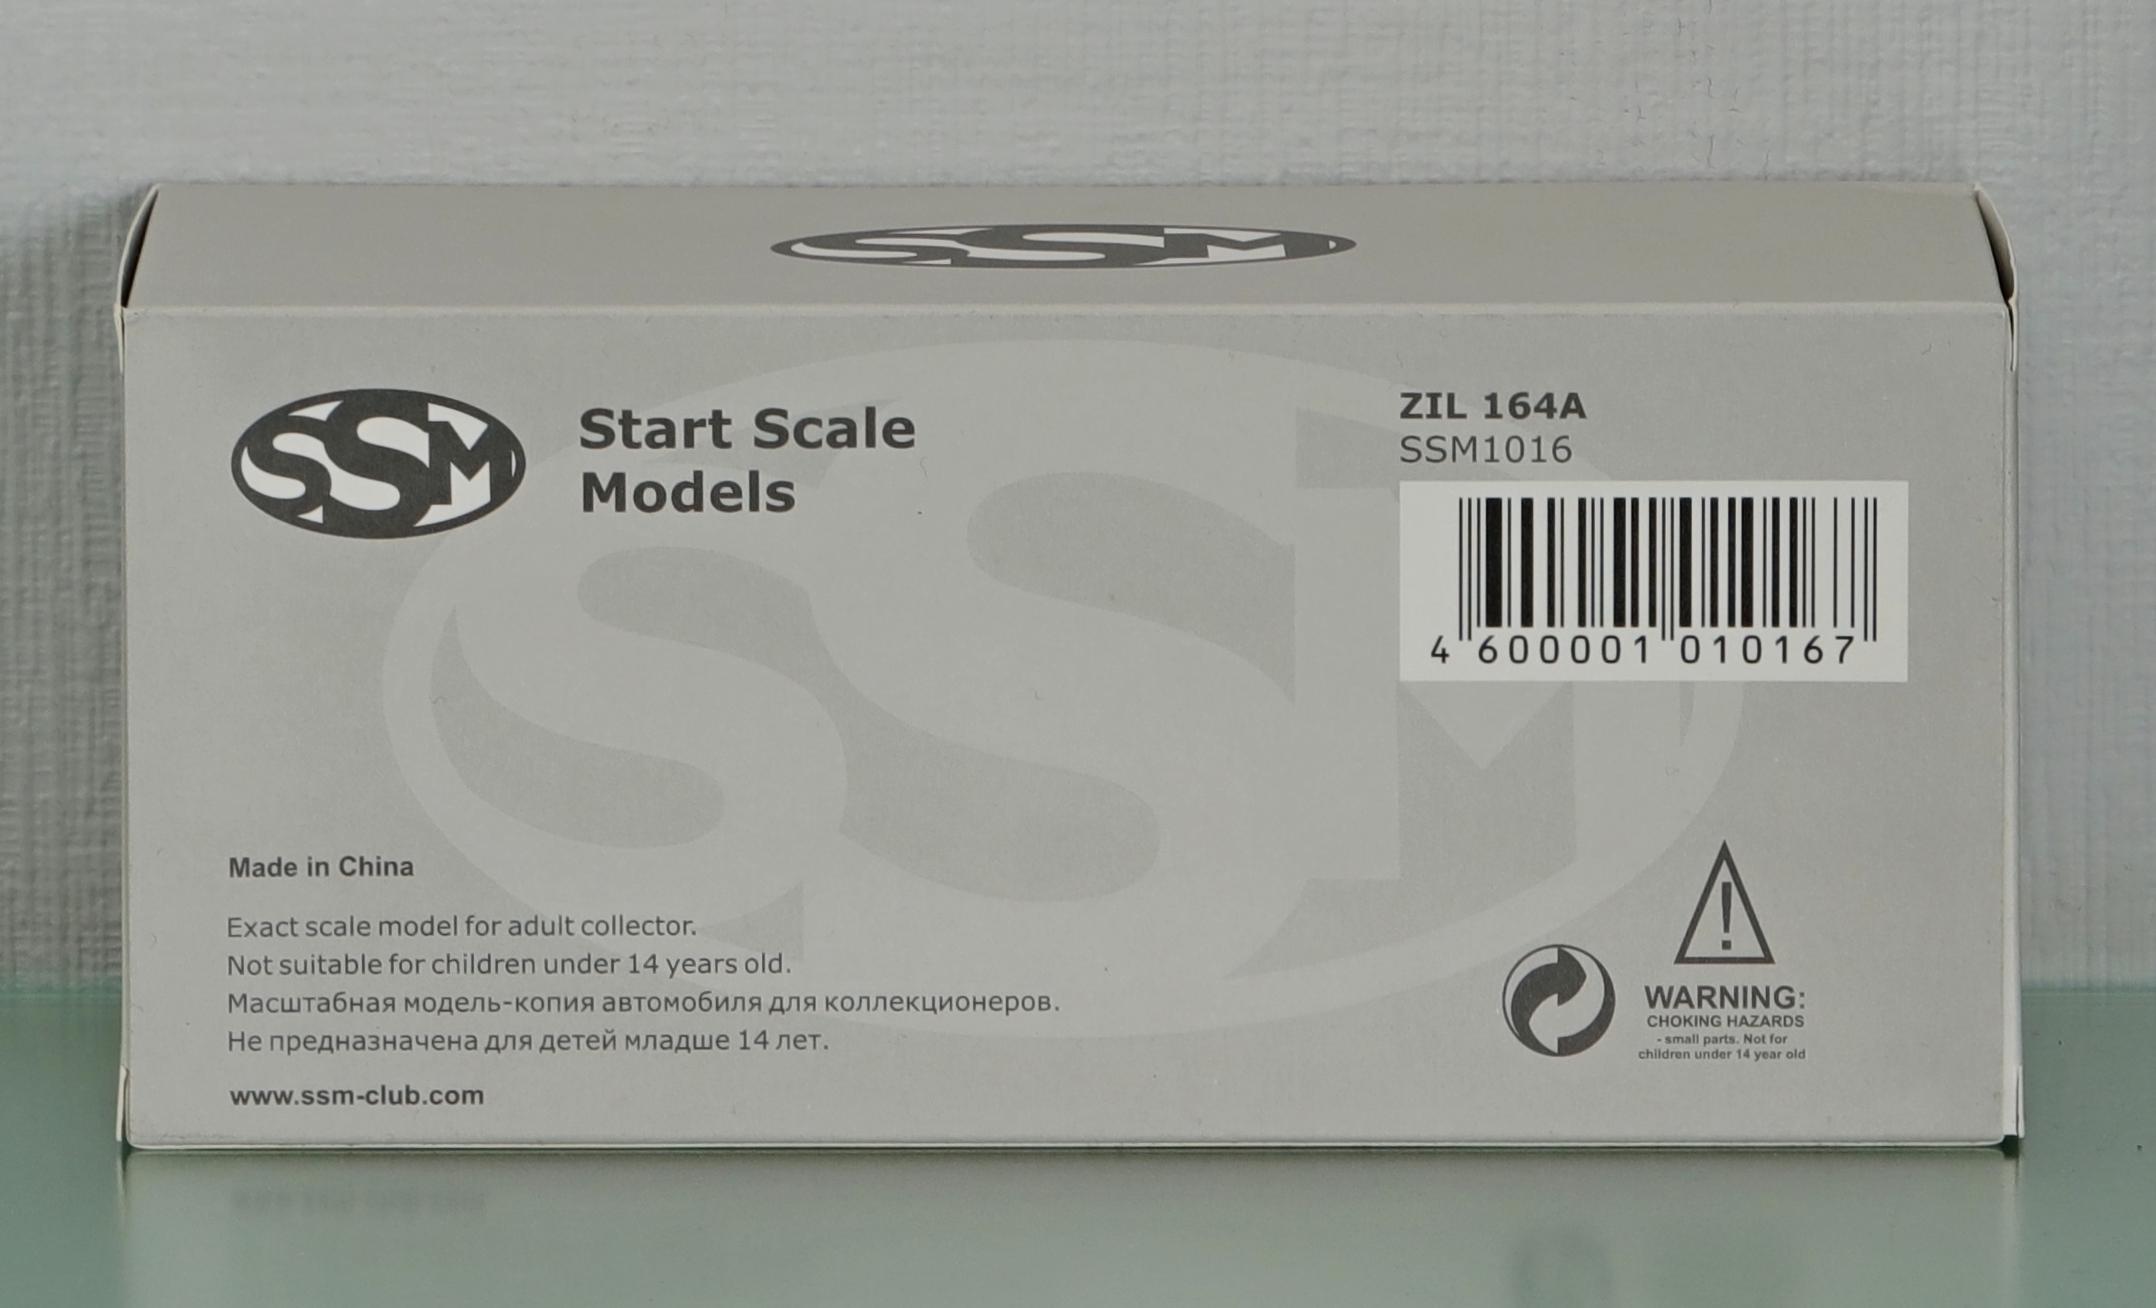 SSM
SSM
Start Scale
Models
ZIL 164A
SSM1016
4 600001 010167
Made in China
Exact scale model for adult collector.
Not suitable for children under 14 years old.
Масштабная модель-копия автомобиля для коллекционеров.
Не предназначена для детей младше 14 лет.
www.ssm-club.com
!
WARNING:
CHOKING HAZARDS
- small parts. Not for
children under 14 year old
SSM